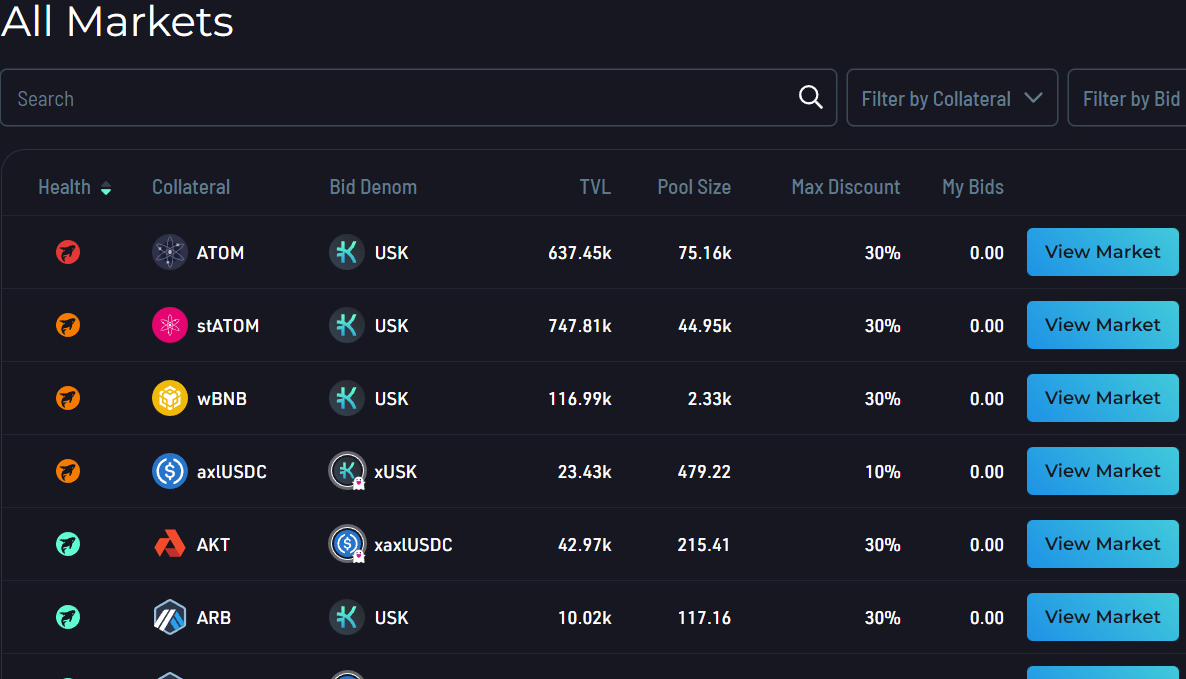 All Markets
Search
Filter by Collateral
Filter by Bid
Health Collateral Bid Denom TVL Pool Size Max Discount My Bids
ATOM USK 637.45k 75.16k 30% 0.00 View Market
stATOM USK 747.81k 44.95k 30% 0.00 View Market
wBNB USK 116.99k 2.33k 30% 0.00 View Market
axlUSDC xUSK 23.43k 479.22 10% 0.00 View Market
AKT xaxlUSDC 42.97k 215.41 30% 0.00 View Market
ARB USK 10.02k 117.16 30% 0.00 View Market